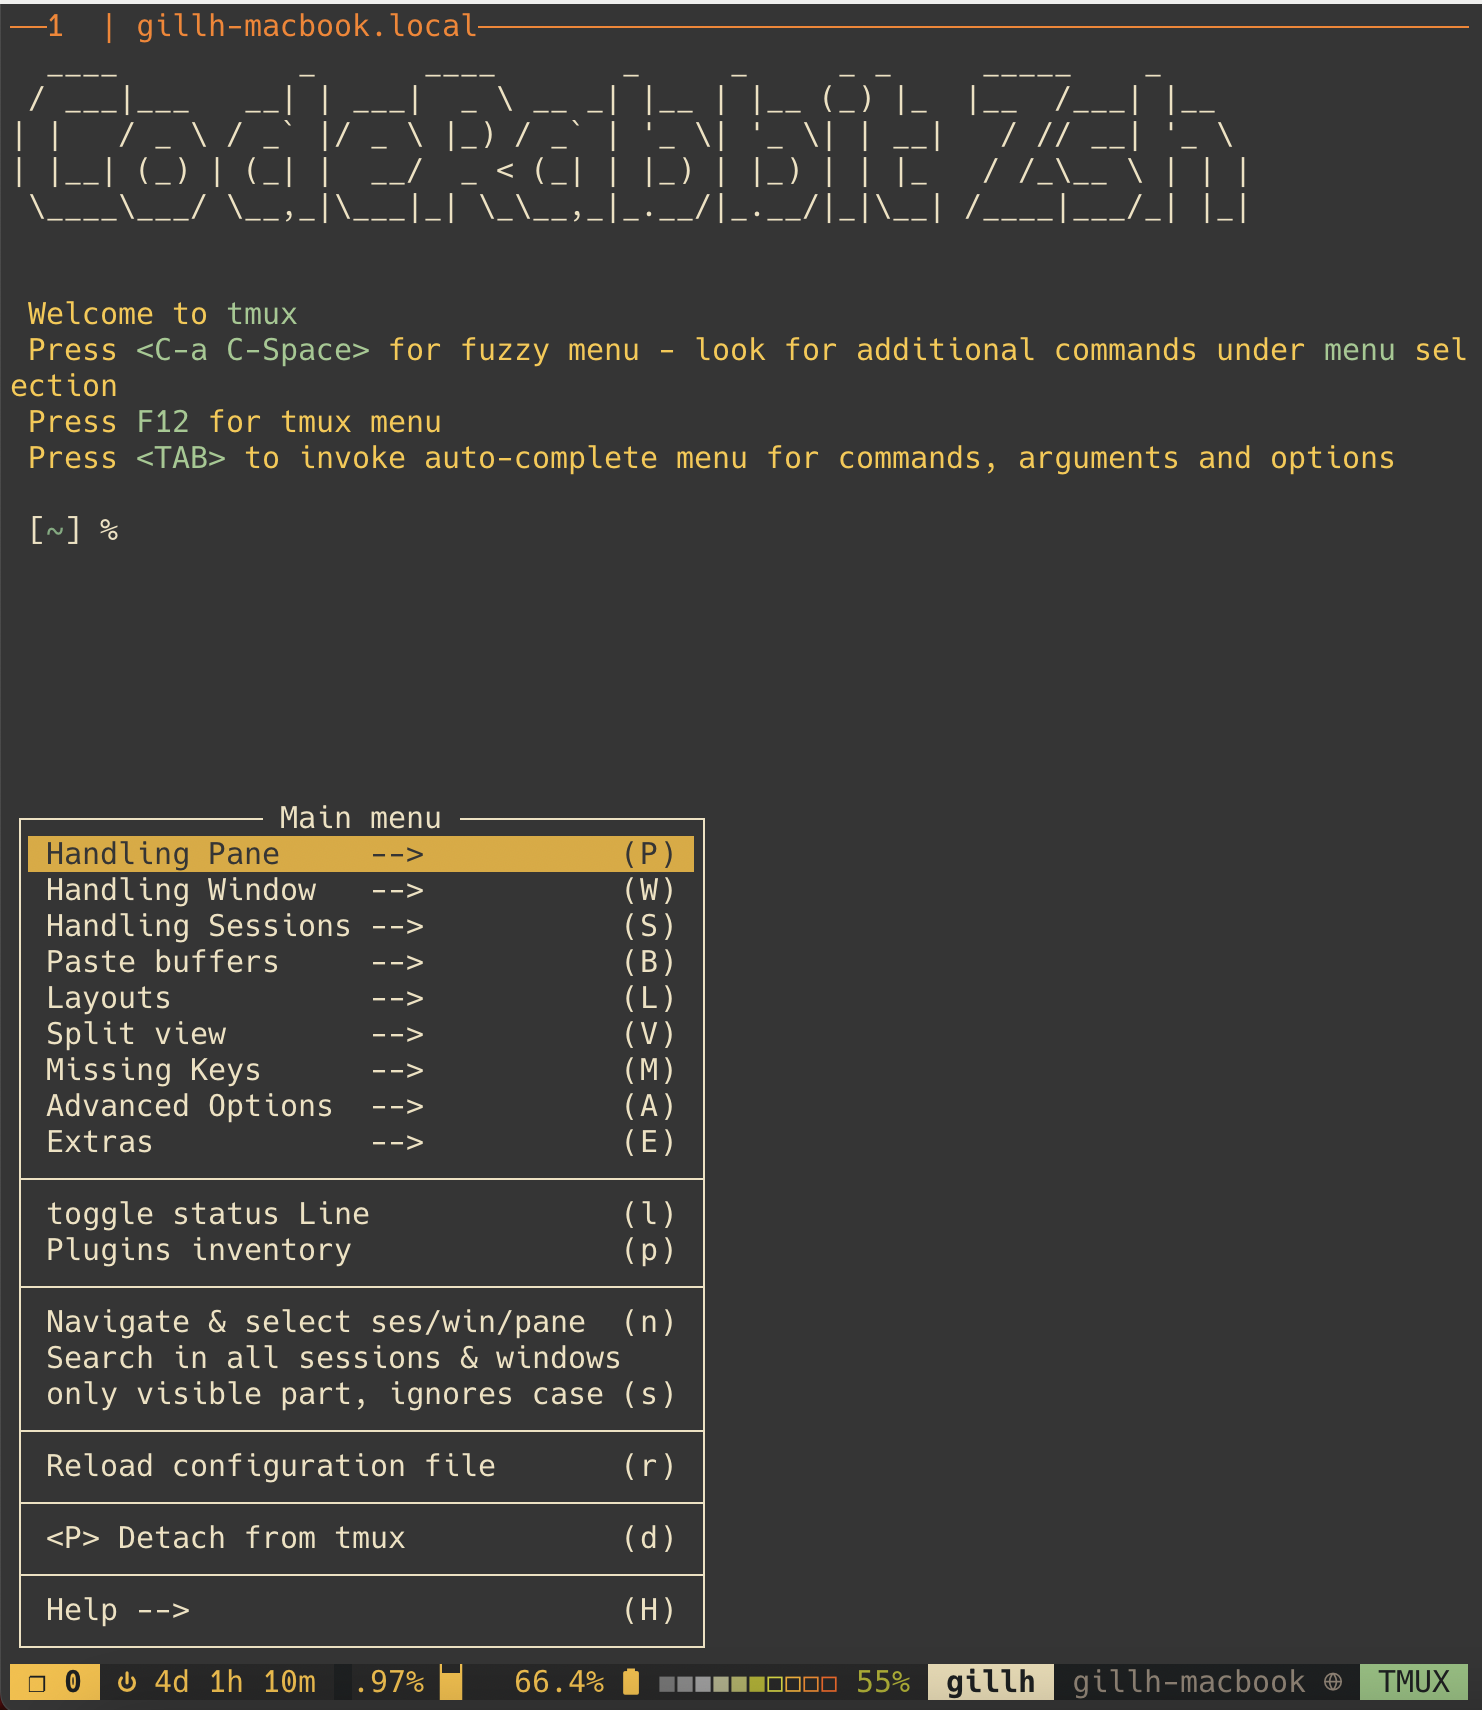 1 | gillh-macbook.local
CodeRabbit Zsh
Welcome to tmux
Press <C-a C-Space> for fuzzy menu - look for additional commands under menu sel
ection
Press F12 for tmux menu
Press <TAB> to invoke auto-complete menu for commands, arguments and options
[~] %
Main menu
Handling Pane --> (P)
Handling Window --> (W)
Handling Sessions --> (S)
Paste buffers --> (B)
Layouts --> (L)
Split view --> (V)
Missing Keys --> (M)
Advanced Options --> (A)
Extras --> (E)
toggle status Line (l)
Plugins inventory (p)
Navigate & select ses/win/pane (n)
Search in all sessions & windows
only visible part, ignores case (s)
Reload configuration file (r)
<P> Detach from tmux (d)
Help --> (H)
❐ 0 4d 1h 10m .97% 66.4% 55% gillh gillh-macbook TMUX